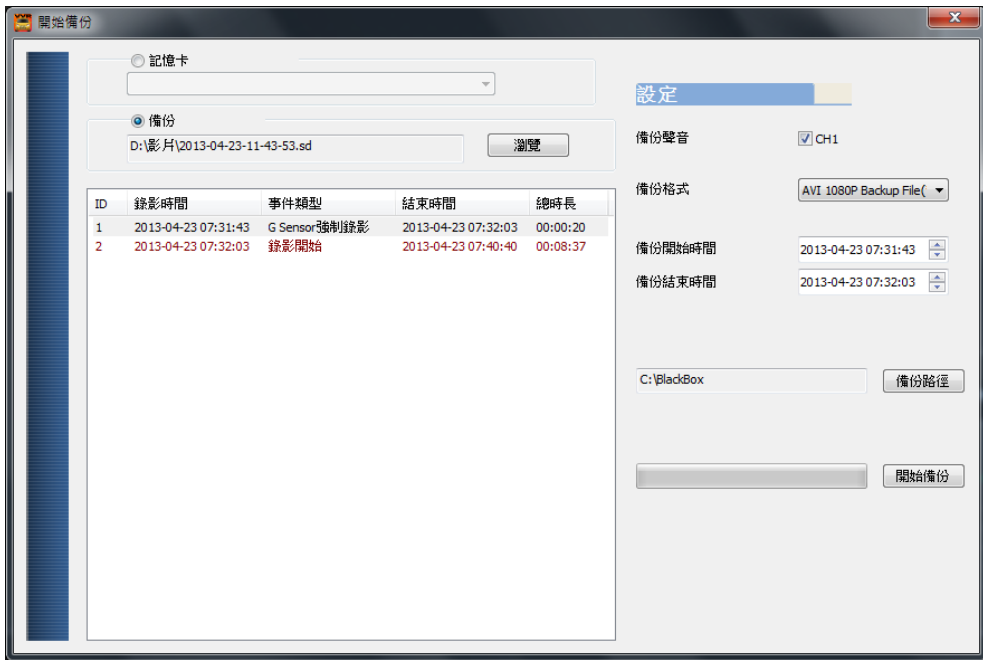 開始備份
記憶卡
備份
D:\影片\2013-04-23-11-43-53.sd
瀏覽
ID 錄影時間 事件類型 結束時間 總時長
1 2013-04-23 07:31:43 G Sensor強制錄影 2013-04-23 07:32:03 00:00:20
2 2013-04-23 07:32:03 錄影開始 2013-04-23 07:40:40 00:08:37
設定
備份聲音 CH1
備份格式 AVI 1080P Backup File(
備份開始時間 2013-04-23 07:31:43
備份結束時間 2013-04-23 07:32:03
C:\BlackBox 備份路徑
開始備份